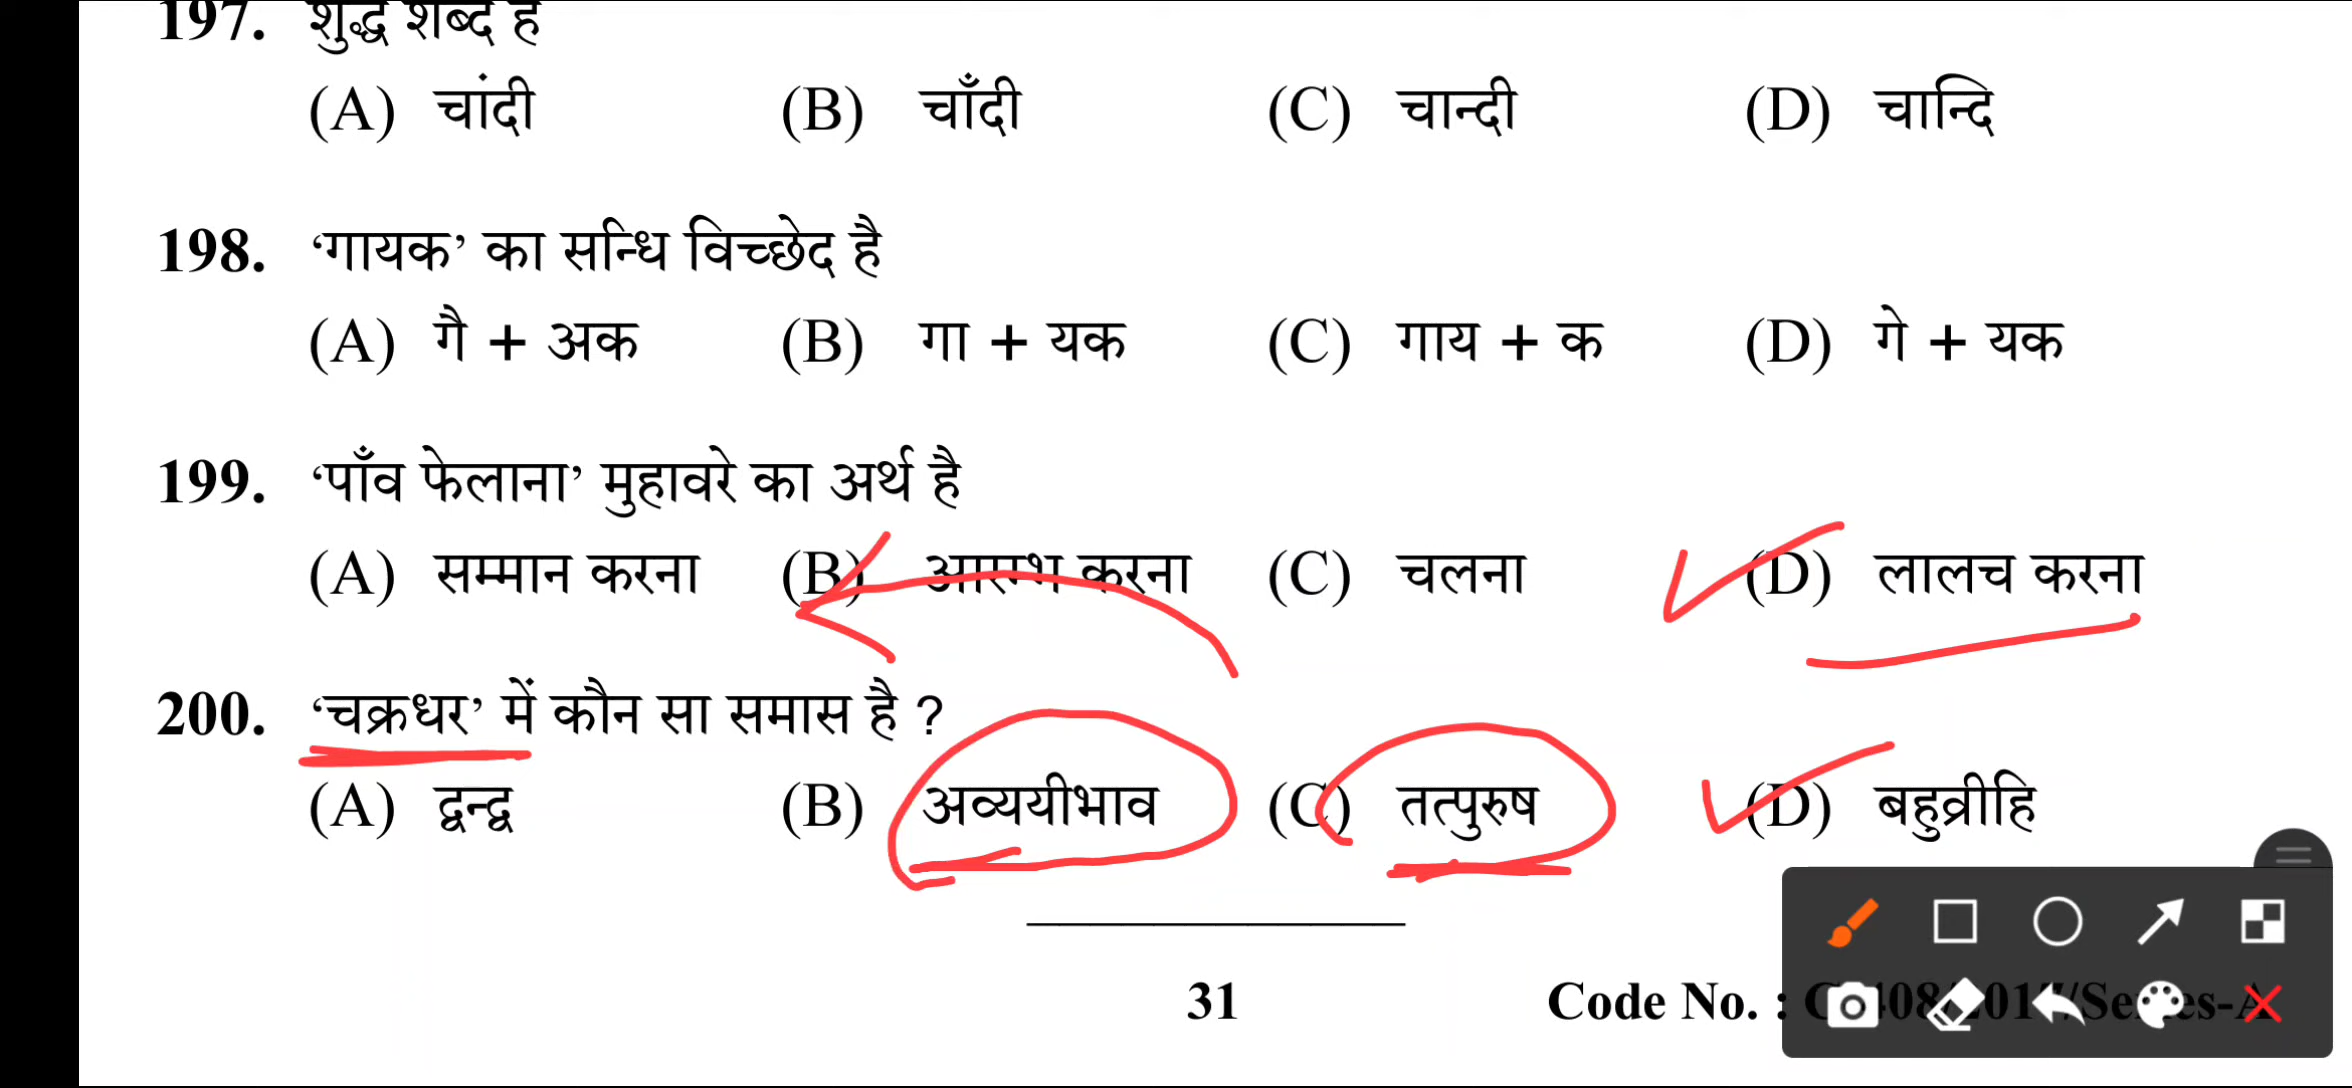 197. शुद्ध शब्द है
(A) चांदी (B) चाँदी (C) चान्दी (D) चान्दि
198. ‘गायक’ का सन्धि विच्छेद है
(A) गै + अक (B) गा + यक (C) गाय + क (D) गे + यक
199. ‘पाँव फेलाना’ मुहावरे का अर्थ है
(A) सम्मान करना (B) आरम्भ करना (C) चलना (D) लालच करना
200. ‘चक्रधर’ में कौन सा समास है ?
(A) द्वन्द्व (B) अव्ययीभाव (C) तत्पुरुष (D) बहुव्रीहि
31
Code No. :